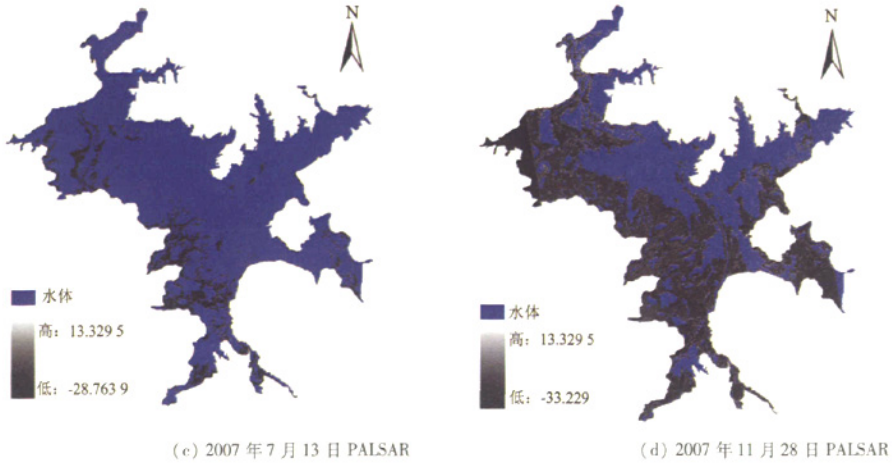 N
水体
高：13.329 5
低：-28.763 9
(c) 2007 年 7 月 13 日 PALSAR
N
水体
高：13.329 5
低：-33.229
(d) 2007 年 11 月 28 日 PALSAR